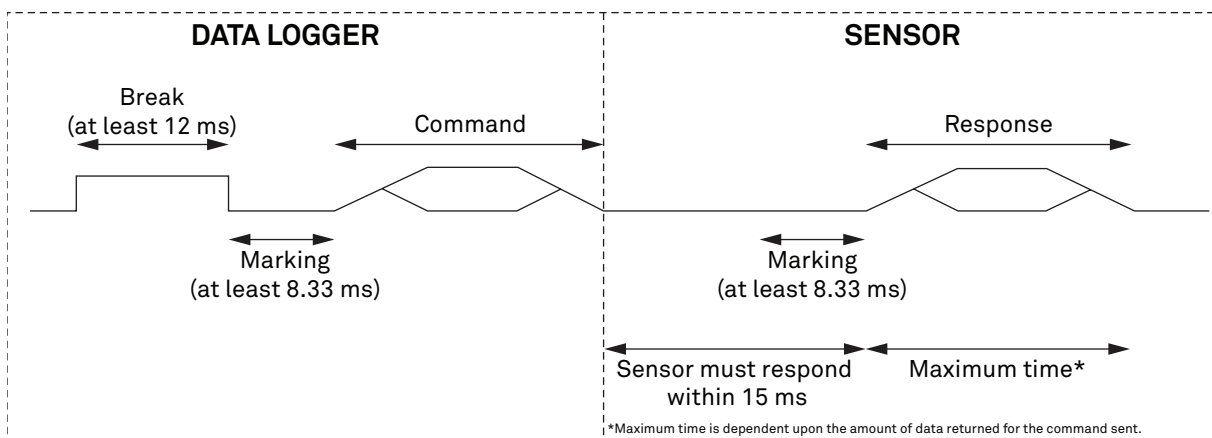 DATA LOGGER
SENSOR
Break
(at least 12 ms)
Command
Response
Marking
(at least 8.33 ms)
Marking
(at least 8.33 ms)
Sensor must respond
within 15 ms
Maximum time*
*Maximum time is dependent upon the amount of data returned for the command sent.